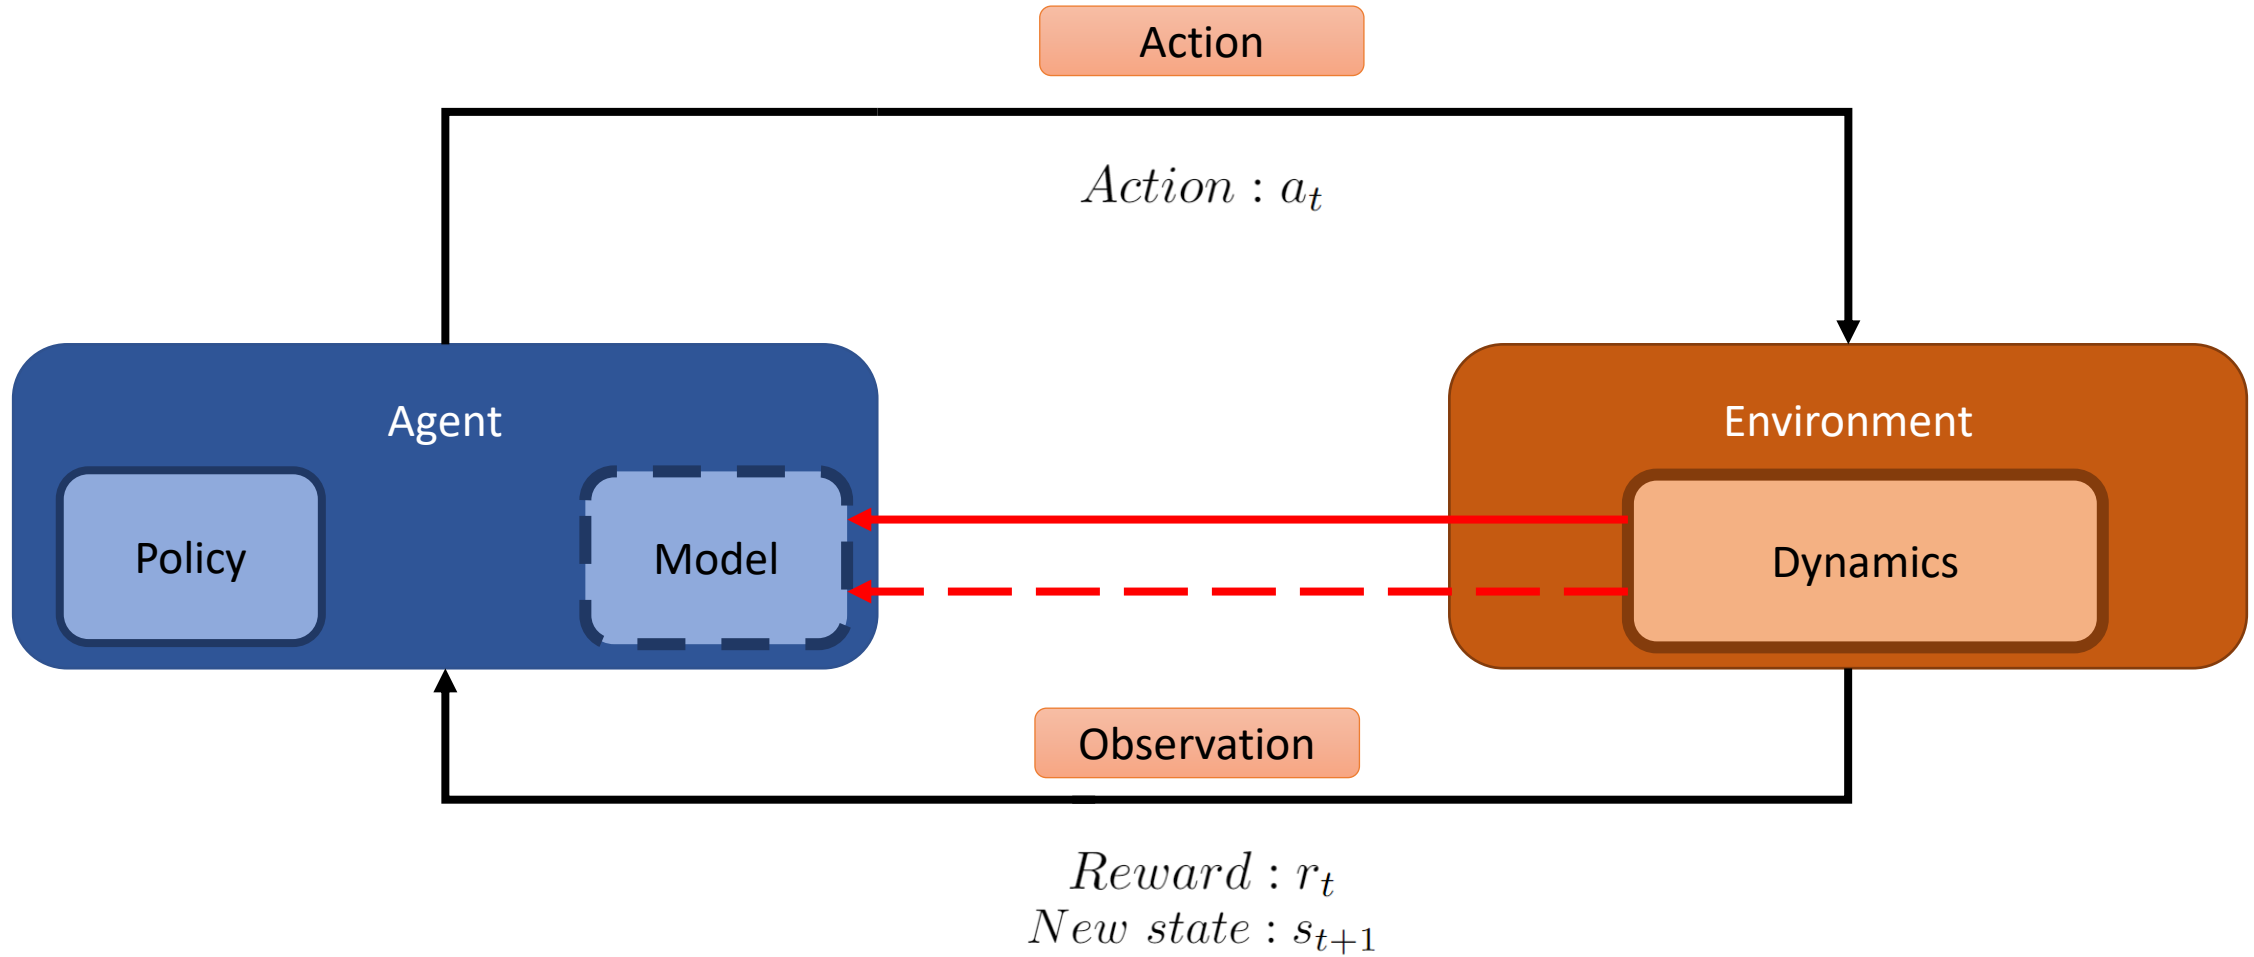 Action
Action : a_t
Agent
Environment
Policy
Model
Dynamics
Observation
Reward : r_t
New state : s_{t+1}